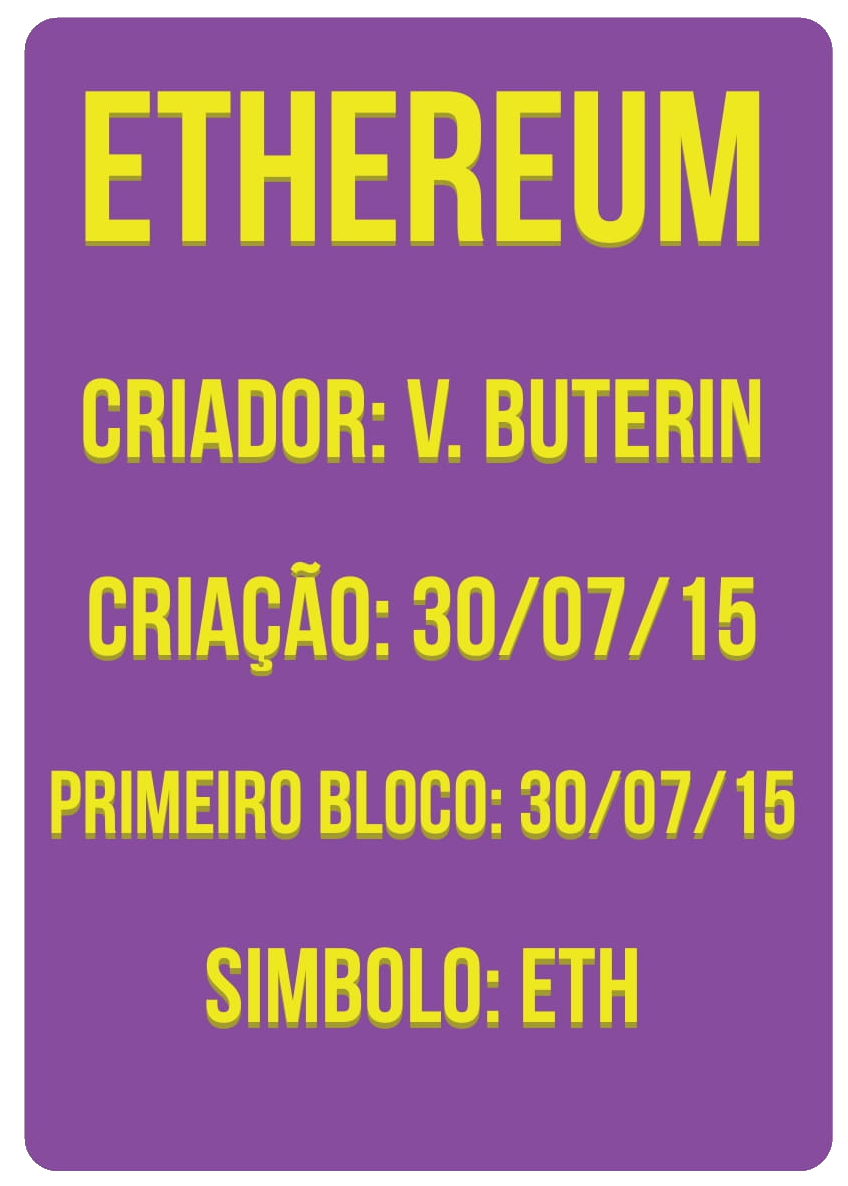 ETHEREUM
CRIADOR: V. BUTERIN
CRIAÇÃO: 30/07/15
PRIMEIRO BLOCO: 30/07/15
SIMBOLO: ETH